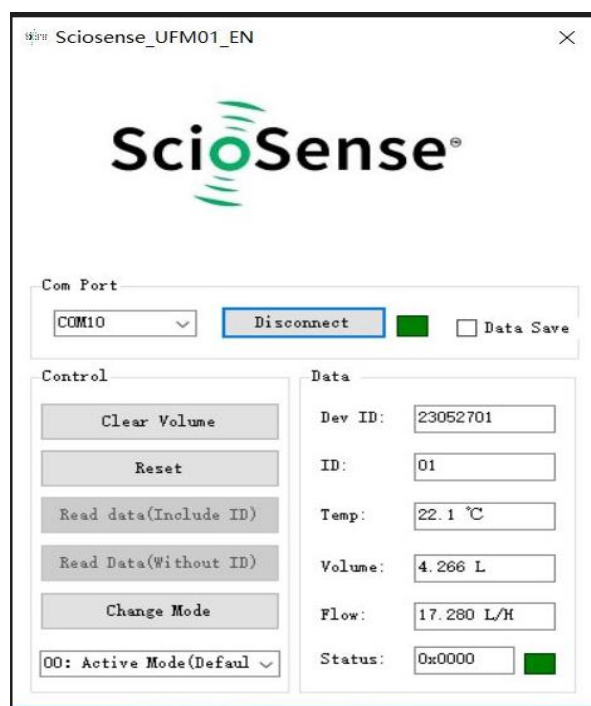 Sciosense_UFM01_EN
ScioSense
Com Port
COM10
Disconnect
Data Save
Control
Clear Volume
Reset
Read data(Include ID)
Read Data(Without ID)
Change Mode
00: Active Mode(Defaul
Data
Dev ID: 23052701
ID: 01
Temp: 22.1 ℃
Volume: 4.266 L
Flow: 17.280 L/H
Status: 0x0000